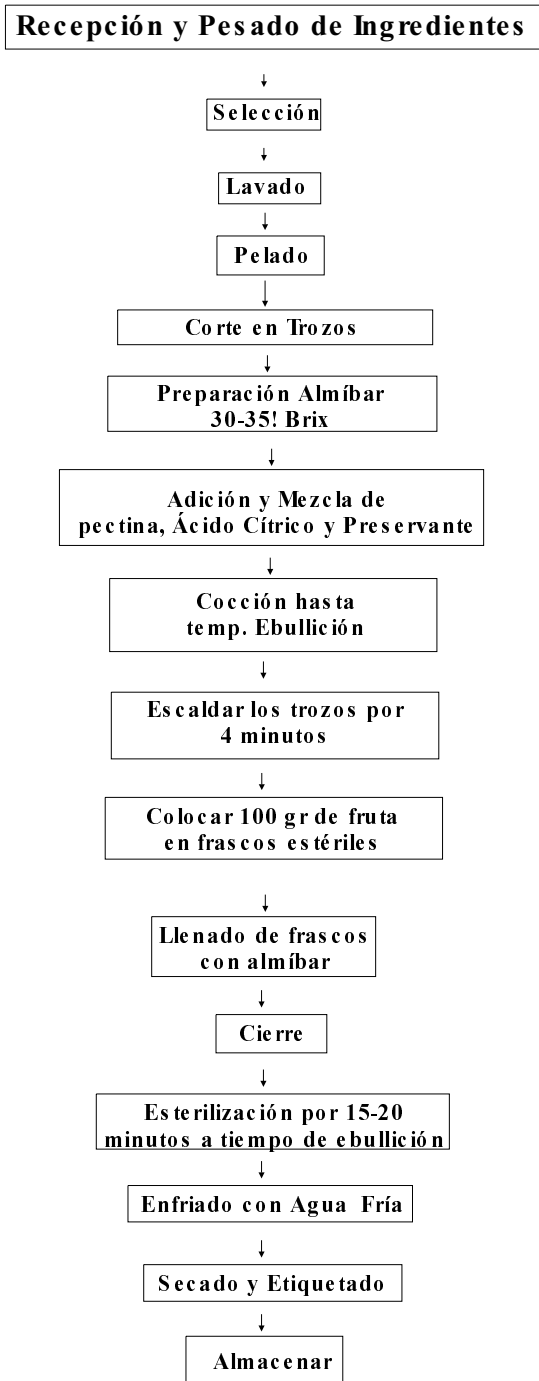 Recepción y Pesado de Ingredientes
Selección
Lavado
Pelado
Corte en Trozos
Preparación Almíbar
30-35! Brix
Adición y Mezcla de
pectina, Ácido Cítrico y Preservante
Cocción hasta
temp. Ebullición
Escaldar los trozos por
4 minutos
Colocar 100 gr de fruta
en frascos estériles
Llenado de frascos
con almíbar
Cierre
Esterilización por 15-20
minutos a tiempo de ebullición
Enfriado con Agua Fría
Secado y Etiquetado
Almacenar